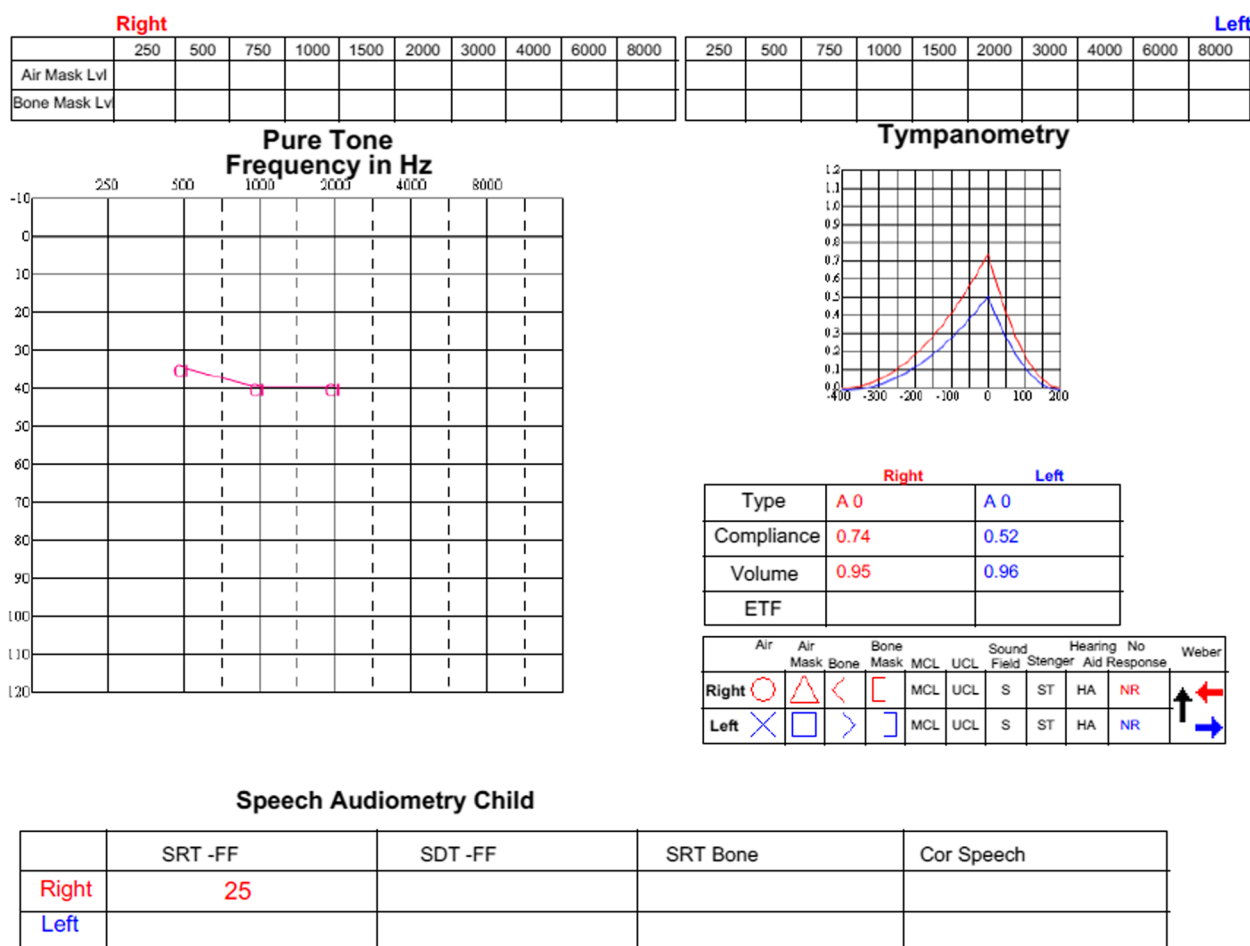 Right Left
250 500 750 1000 1500 2000 3000 4000 6000 8000 250 500 750 1000 1500 2000 3000 4000 6000 8000
Air Mask Lvl
Bone Mask Lv
Pure Tone
Frequency in Hz
250 500 1000 2000 4000 8000
-10
0
10
20
30
40
50
60
70
80
90
100
110
120
CI CI CI
Tympanometry
1.2
1.1
1.0
0.9
0.8
0.7
0.6
0.5
0.4
0.3
0.2
0.1
0.0
-400 -300 -200 -100 0 100 200
Right Left
Type A 0 A 0
Compliance 0.74 0.52
Volume 0.95 0.96
ETF
Air Air Mask Bone Bone Mask MCL UCL Sound Field Stenger Hearing Aid No Response Weber
Right MCL UCL S ST HA NR
Left MCL UCL S ST HA NR
Speech Audiometry Child
SRT -FF SDT -FF SRT Bone Cor Speech
Right 25
Left